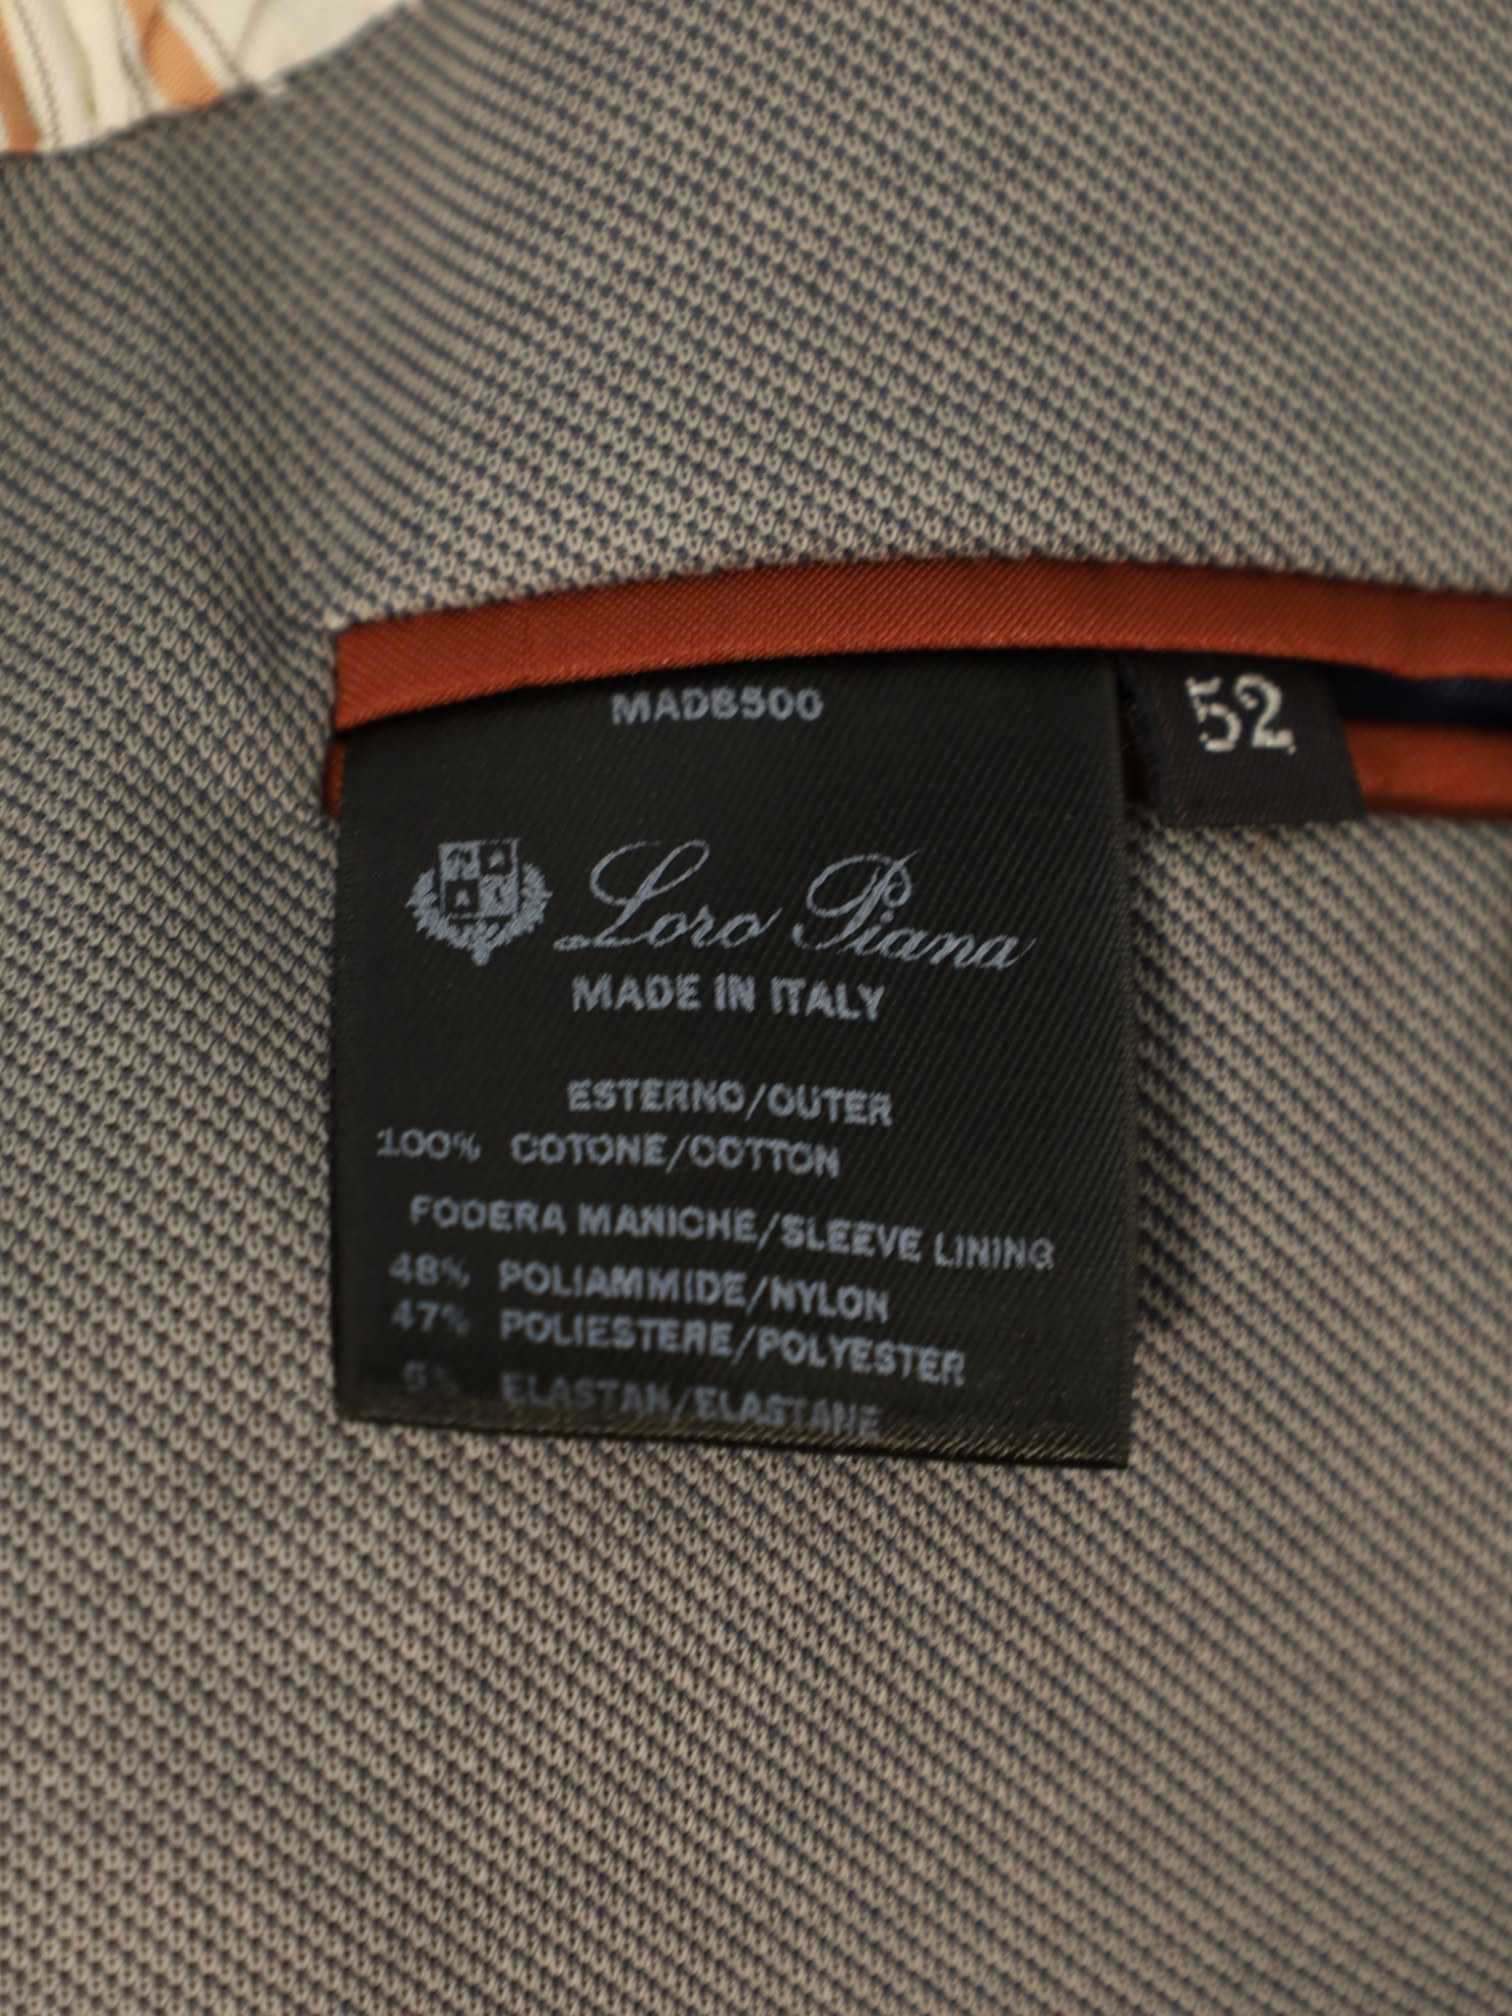 MADB500
52
Loro Piana
MADE IN ITALY
ESTERNO/OUTER
100% COTONE/COTTON
FODERA MANICHE/SLEEVE LINING
48% POLIAMMIDE/NYLON
47% POLIESTERE/POLYESTER
5% ELASTAN/ELASTANE